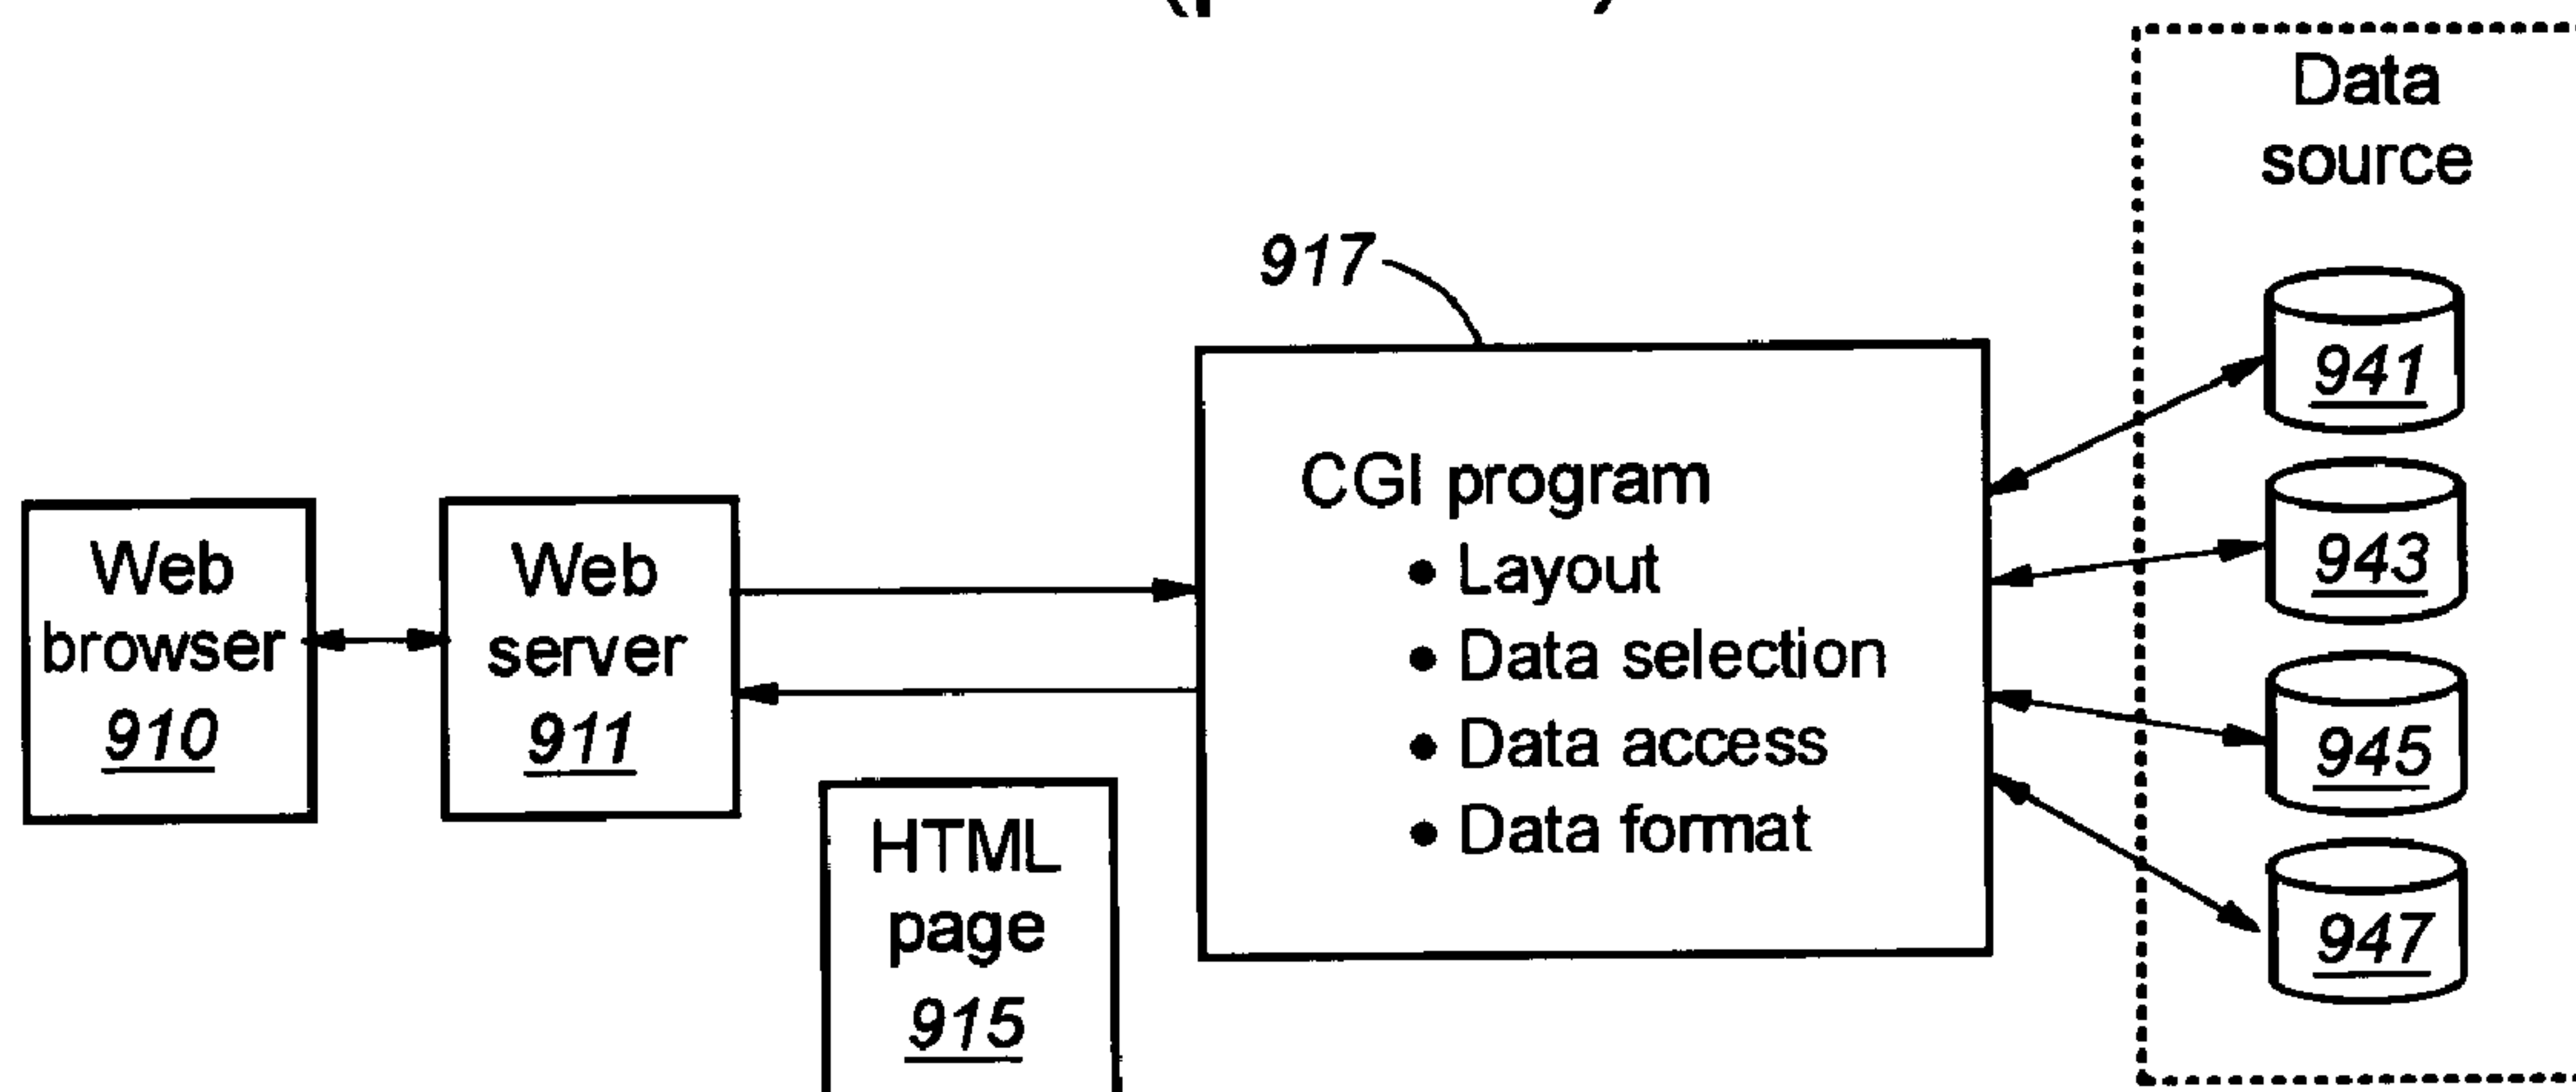 Data
source
917
941
CGI program
• Layout
• Data selection
• Data access
• Data format
943
945
947
Web
browser
910
Web
server
911
HTML
page
915